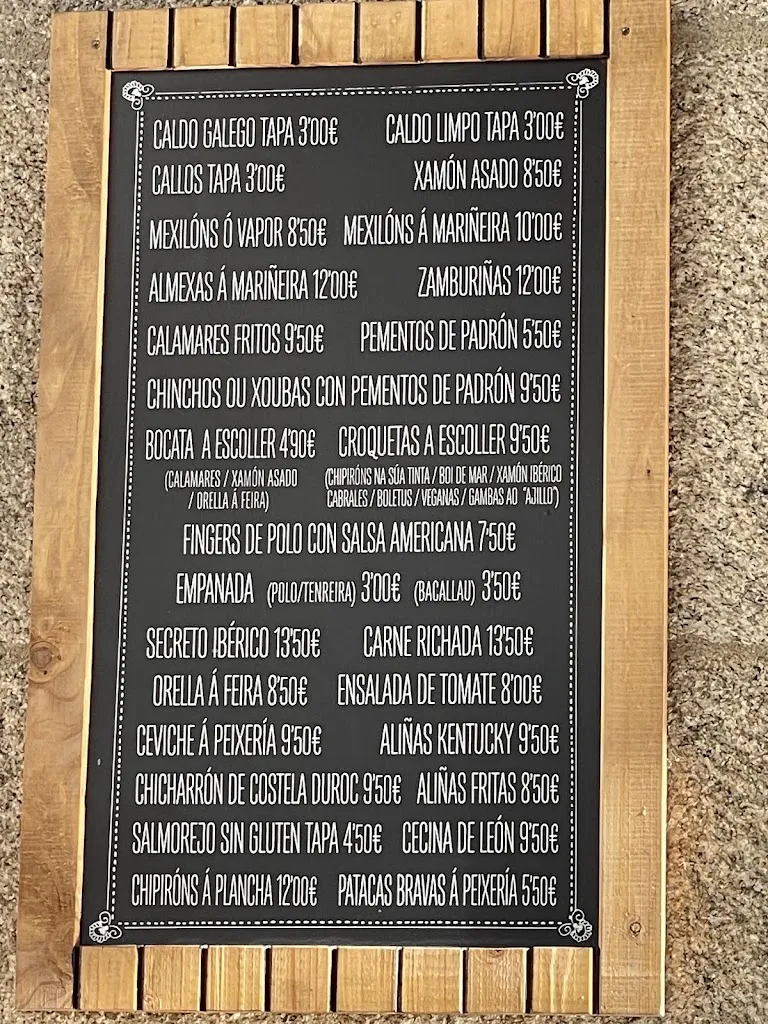 CALDO GALEGO TAPA 3'00€ CALDO LIMPO TAPA 3'00€
CALLOS TAPA 3'00€ XAMÓN ASADO 8'50€
MEXILÓNS Ó VAPOR 8'50€ MEXILÓNS Á MARIÑEIRA 10'00€
ALMEXAS Á MARIÑEIRA 12'00€ ZAMBURIÑAS 12'00€
CALAMARES FRITOS 9'50€ PEMENTOS DE PADRÓN 5'50€
CHINCHOS OU XOUBAS CON PEMENTOS DE PADRÓN 9'50€
BOCATA A ESCOLLER 4'90€ CROQUETAS A ESCOLLER 9'50€
(CALAMARES / XAMÓN ASADO (CHIPIRÓNS NA SÚA TINTA / BOI DE MAR / XAMÓN IBÉRICO
/ ORELLA Á FEIRA) CABRALES / BOLETUS / VEGANAS / GAMBAS AO "AJILLO")
FINGERS DE POLO CON SALSA AMERICANA 7'50€
EMPANADA (POLO/TENREIRA) 3'00€ (BACALLAU) 3'50€
SECRETO IBÉRICO 13'50€ CARNE RICHADA 13'50€
ORELLA Á FEIRA 8'50€ ENSALADA DE TOMATE 8'00€
CEVICHE Á PEIXERÍA 9'50€ ALIÑAS KENTUCKY 9'50€
CHICHARRÓN DE COSTELA DUROC 9'50€ ALIÑAS FRITAS 8'50€
SALMOREJO SIN GLUTEN TAPA 4'50€ CECINA DE LEÓN 9'50€
CHIPIRÓNS Á PLANCHA 12'00€ PATACAS BRAVAS Á PEIXERÍA 5'50€